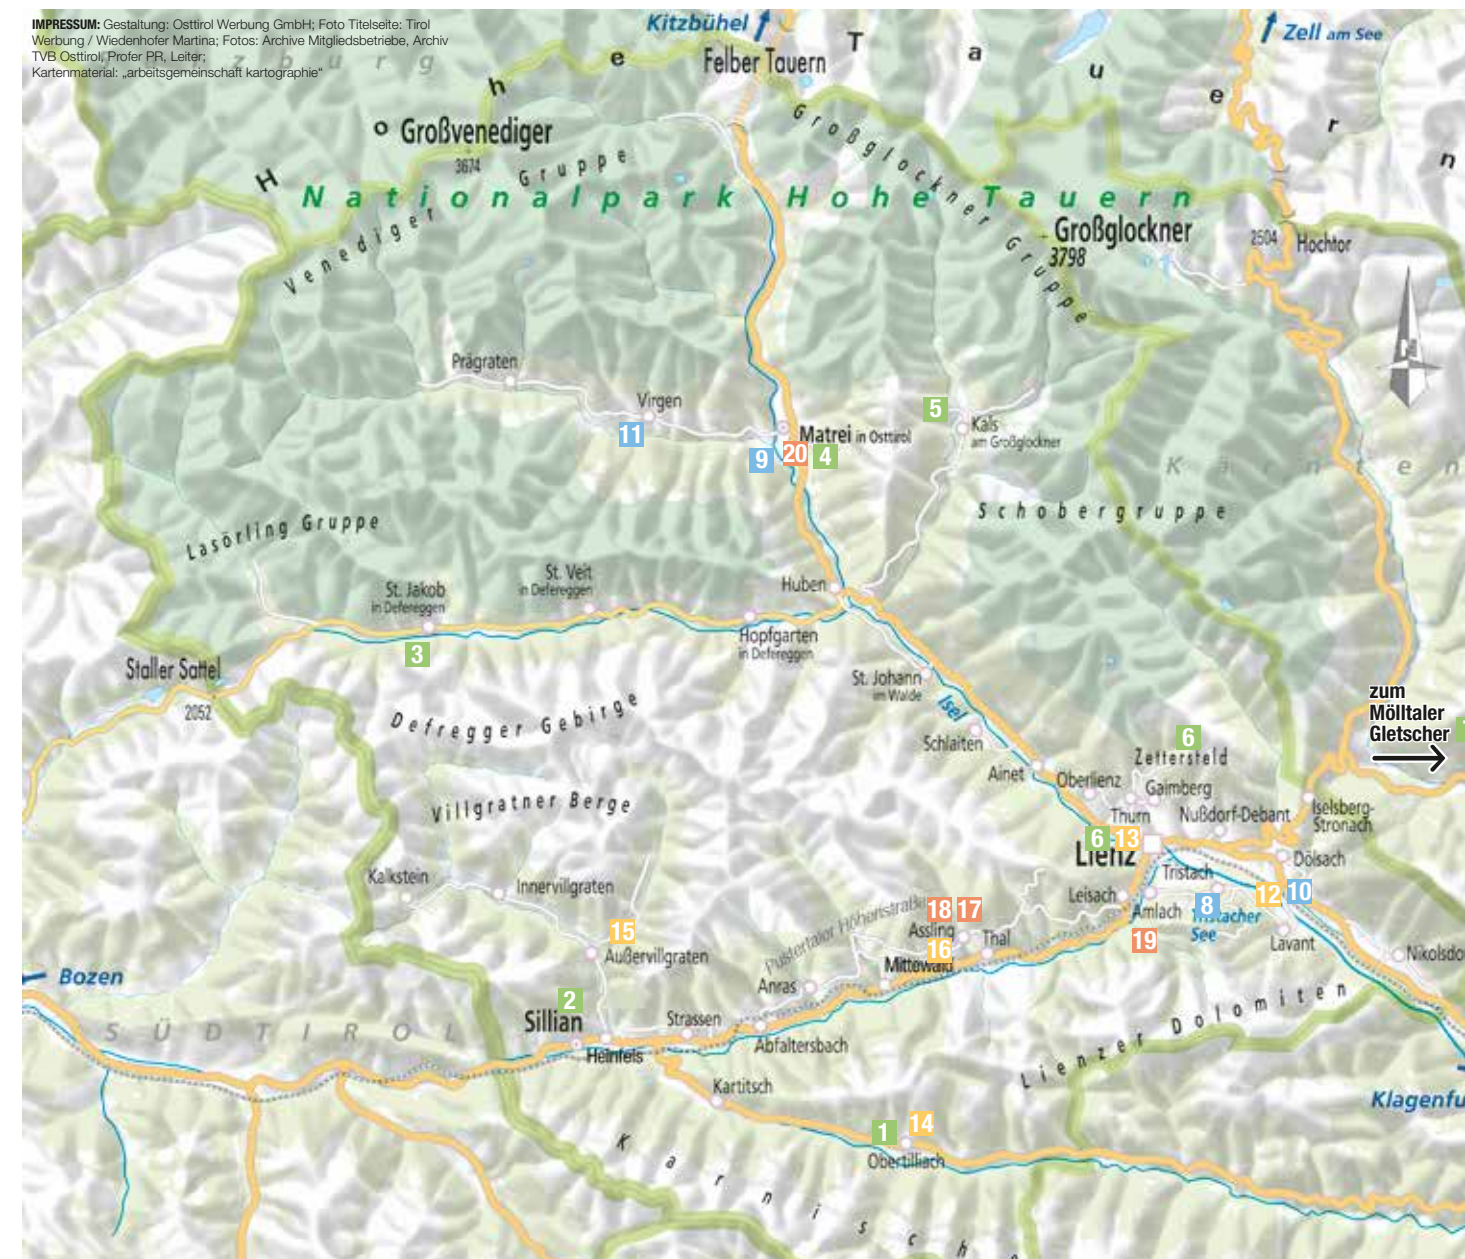 IMPRESSUM: Gestaltung: Osttirol Werbung GmbH; Foto Titelseite: Tirol
Werbung / Wiedenhofer Martina; Fotos: Archive Mitgliedsbetriebe, Archiv
TVB Osttirol, Profer PR, Leiter;
Kartenmaterial: „arbeitsgemeinschaft kartographie“
Kitzbühel
Zell am See
Felber Tauern
Hohe Tauern
zburg
Großvenediger
3674
Venediger Gruppe
Großglockner Gruppe
Nationalpark Hohe Tauern
Großglockner
3798
2504 Hochtor
Prägraten
Virgen
11
Matrei in Osttirol
9 20 4
5
Kals
am Großglockner
Kärnten
Schobergruppe
Lasörling Gruppe
St. Jakob
in Defereggen
3
St. Veit
in Defereggen
Huben
Hopfgarten
in Defereggen
Staller Sattel
2052
St. Johann
im Walde
Isel
Defregger Gebirge
Schlaiten
Ainet
zum
Mölltaler
Gletscher
6
Zettersfeld
Oberlienz
Gaimberg
Thurn
Nußdorf-Debant
Iselsberg-
Stronach
Villgratner Berge
6 13
Lienz
Dölsach
Tristach
Kalkstein
Innervillgraten
Leisach
Amlach
8
Tristacher
See
12 10
Lavant
19
Pustertaler Höhenstraße
18 17
Assling
16
Thal
Mittewald
15
Außervillgraten
Nikolsdo
Bozen
Anras
2
Sillian
Strassen
Heinfels
Abfaltersbach
SÜDTIROL
Lienzer Dolomiten
Kartitsch
Klagenfu
1 14
Obertilliach
Karnisch